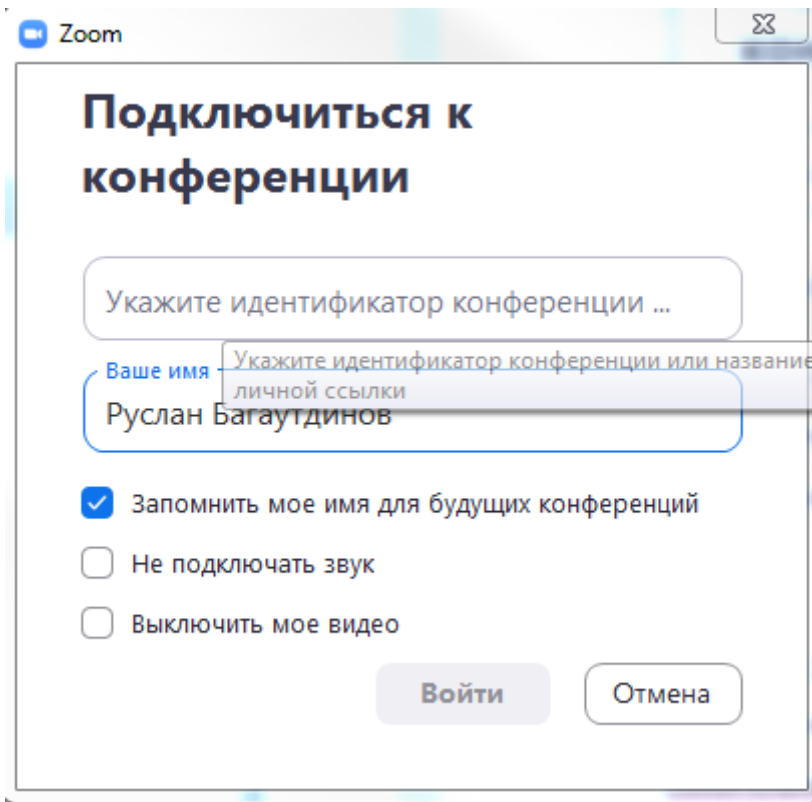 Zoom
Подключиться к
конференции
Укажите идентификатор конференции ...
Укажите идентификатор конференции или название
личной ссылки
Ваше имя
Руслан Багаутдинов
Запомнить мое имя для будущих конференций
Не подключать звук
Выключить мое видео
Войти Отмена